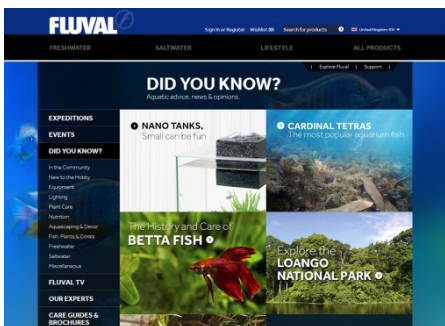 FLUVAL
Sign in or Register Wishlist (0) Search for products United Kingdom-EN
FRESHWATER SALTWATER LIFESTYLE ALL PRODUCTS
| Explore Fluval | Support |
DID YOU KNOW?
Aquatic advice, news & opinions.
EXPEDITIONS
EVENTS
DID YOU KNOW?
In the Community
New to the Hobby
Equipment
Lighting
Plant Care
Nutrition
Aquascaping & Decor
Fish, Plants & Corals
Freshwater
Saltwater
Miscellaneous
FLUVAL TV
OUR EXPERTS
CARE GUIDES &
BROCHURES
NANO TANKS,
Small can be fun
CARDINAL TETRAS
The most popular aquarium fish
The History and Care of
BETTA FISH
Explore the
LOANGO
NATIONAL PARK